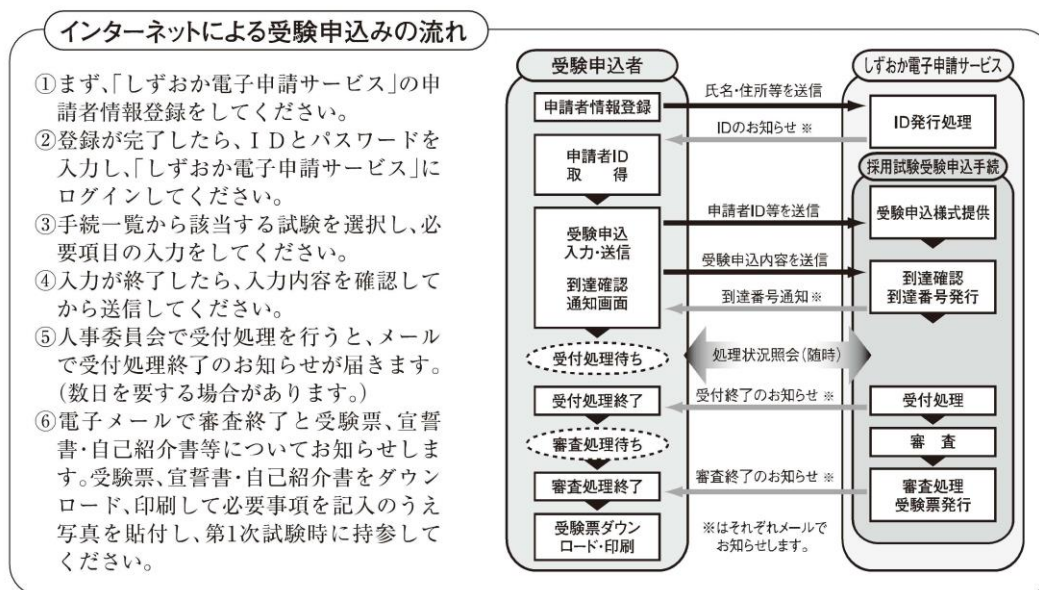 インターネットによる受験申込みの流れ
①まず、「しずおか電子申請サービス」の申
請者情報登録をしてください。
②登録が完了したら、ＩＤとパスワードを
入力し、「しずおか電子申請サービス」に
ログインしてください。
③手続一覧から該当する試験を選択し、必
要項目の入力をしてください。
④入力が終了したら、入力内容を確認して
から送信してください。
⑤人事委員会で受付処理を行うと、メール
で受付処理終了のお知らせが届きます。
(数日を要する場合があります。)
⑥電子メールで審査終了と受験票、宣誓
書・自己紹介書等についてお知らせしま
す。受験票、宣誓書・自己紹介書をダウン
ロード、印刷して必要事項を記入のうえ
写真を貼付し、第1次試験時に持参して
ください。
受験申込者
申請者情報登録
申請者ID
取　得
受験申込
入力・送信
到達確認
通知画面
受付処理待ち
受付処理終了
審査処理待ち
審査処理終了
受験票ダウン
ロード・印刷
氏名・住所等を送信
IDのお知らせ ※
申請者ID等を送信
受験申込内容を送信
到達番号通知 ※
処理状況照会(随時)
受付終了のお知らせ ※
審査終了のお知らせ ※
※はそれぞれメールで
お知らせします。
しずおか電子申請サービス
ID発行処理
採用試験受験申込手続
受験申込様式提供
到達確認
到達番号発行
受付処理
審　査
審査処理
受験票発行